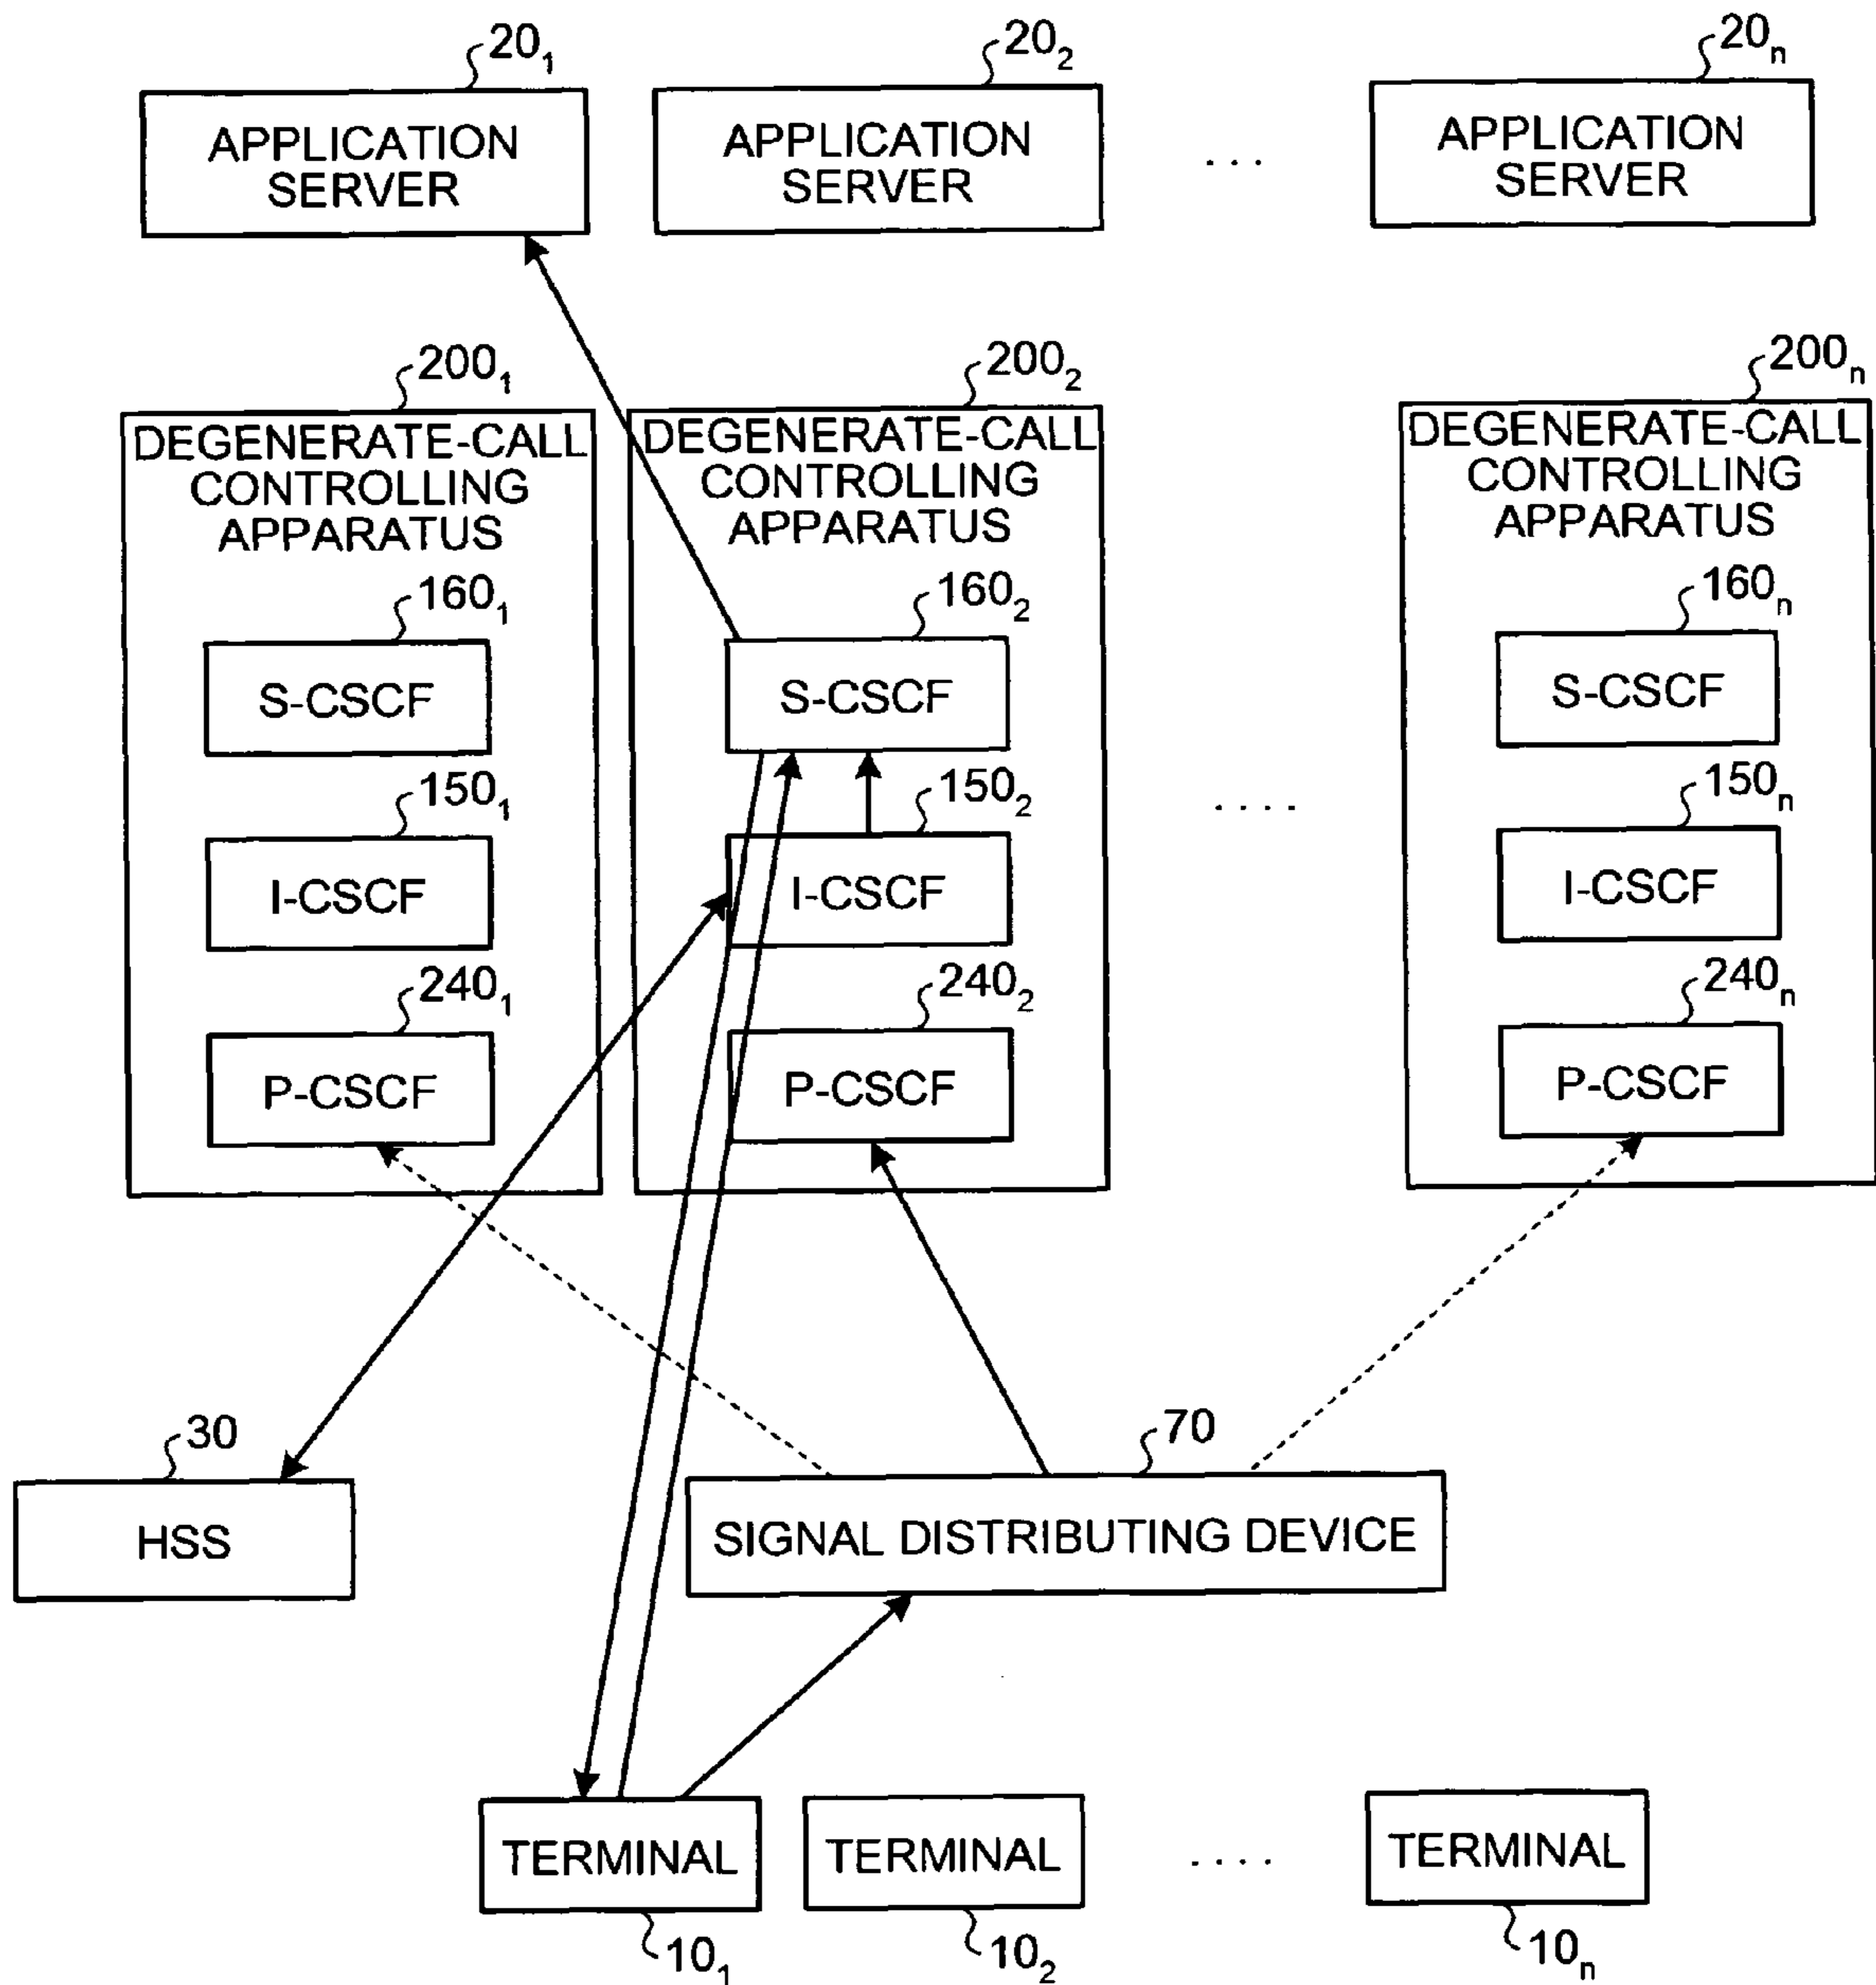 20₁
20₂
20ₙ
APPLICATION
SERVER
APPLICATION
SERVER
. . .
APPLICATION
SERVER
200₁
200₂
200ₙ
DEGENERATE-CALL
CONTROLLING
APPARATUS
DEGENERATE-CALL
CONTROLLING
APPARATUS
DEGENERATE-CALL
CONTROLLING
APPARATUS
160₁
160₂
160ₙ
S-CSCF
S-CSCF
S-CSCF
150₁
150₂
. . . .
150ₙ
I-CSCF
I-CSCF
I-CSCF
240₁
240₂
240ₙ
P-CSCF
P-CSCF
P-CSCF
30
70
HSS
SIGNAL DISTRIBUTING DEVICE
TERMINAL
TERMINAL
. . . .
TERMINAL
10₁
10₂
10ₙ